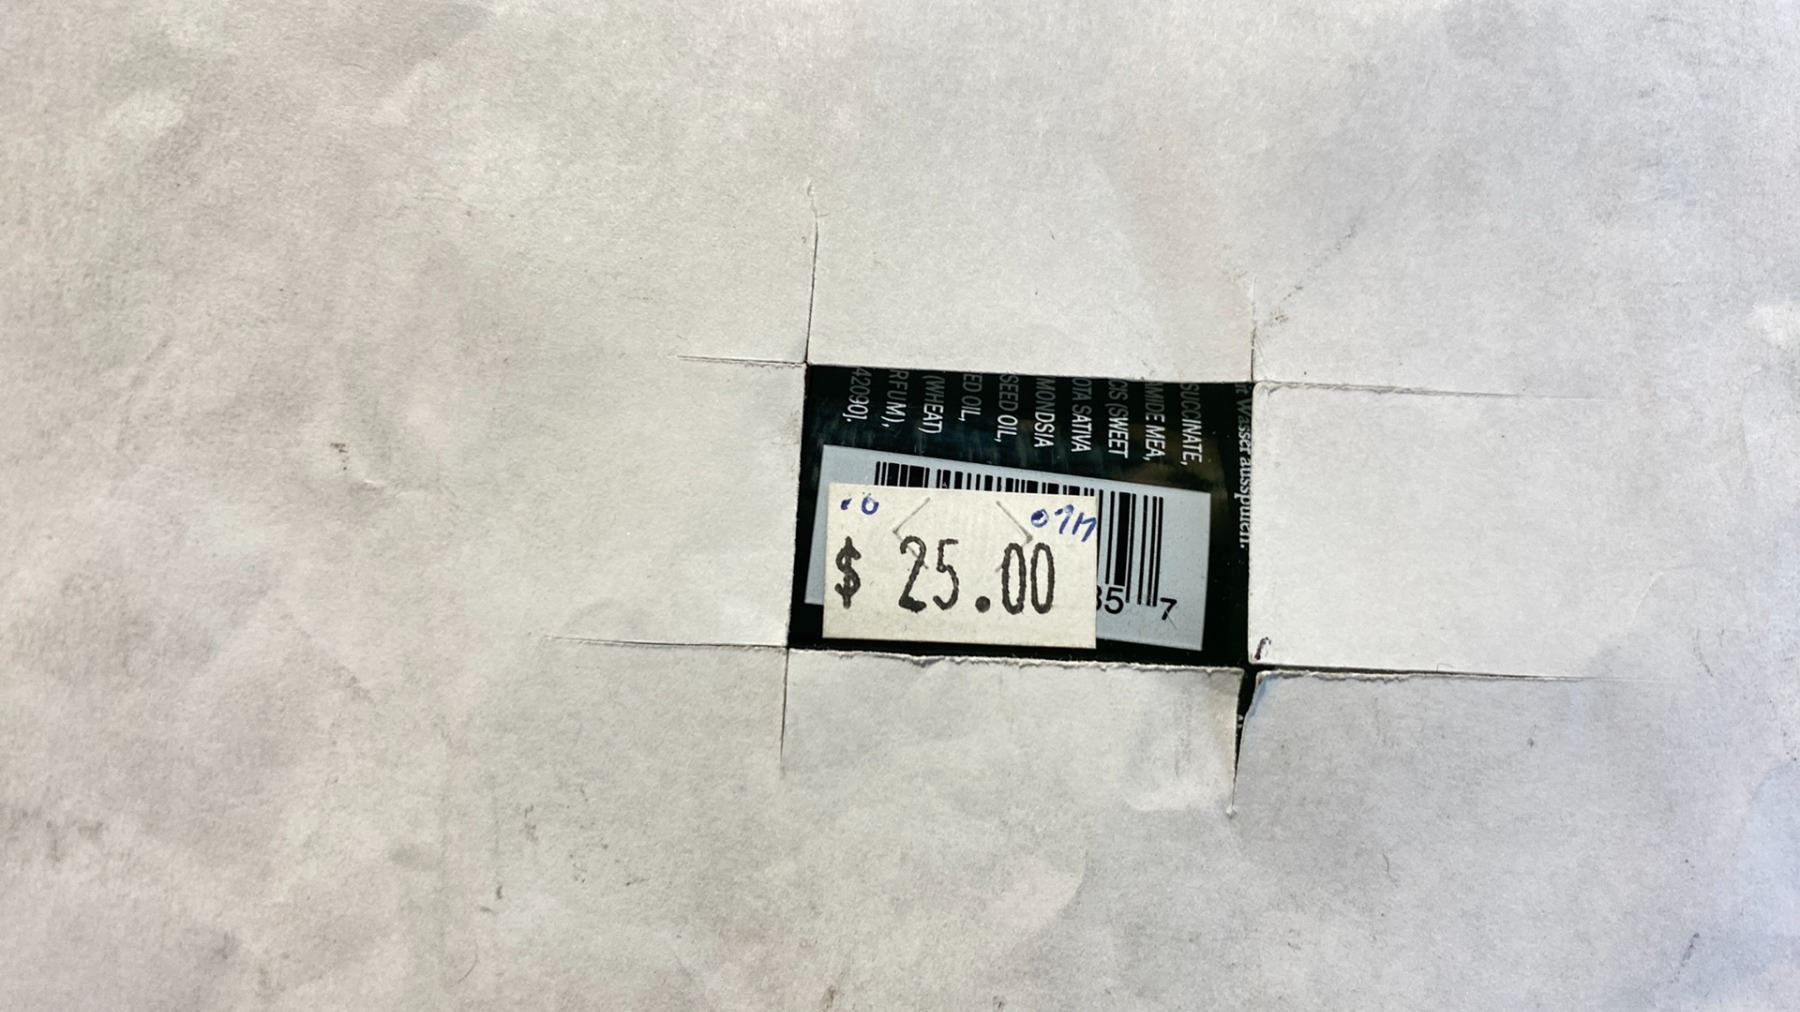 SUCCINATE,
MIDE MEA,
(SWEET
OTA SATIVA
MONDSIA
SEED OIL,
ED OIL,
(WHEAT)
RFUM),
42090].
Wasser ausspülen.
$ 25.00
35 7